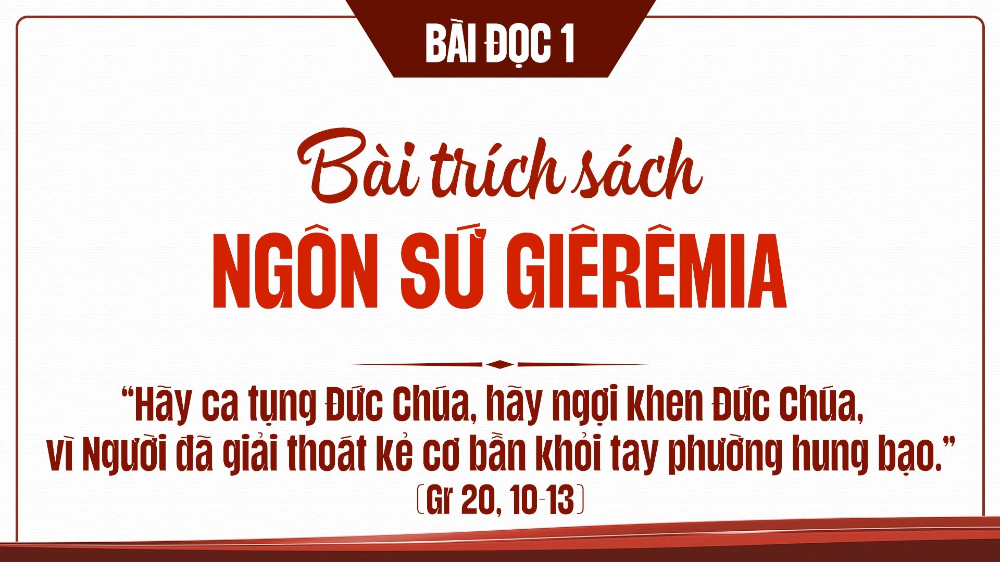 BÀI ĐỌC 1
Bài trích sách
NGÔN SỨ GIÊRÊMIA
“Hãy ca tụng Đức Chúa, hãy ngợi khen Đức Chúa,
vì Người đã giải thoát kẻ cơ bần khỏi tay phường hung bạo.”
(Gr 20, 10-13)